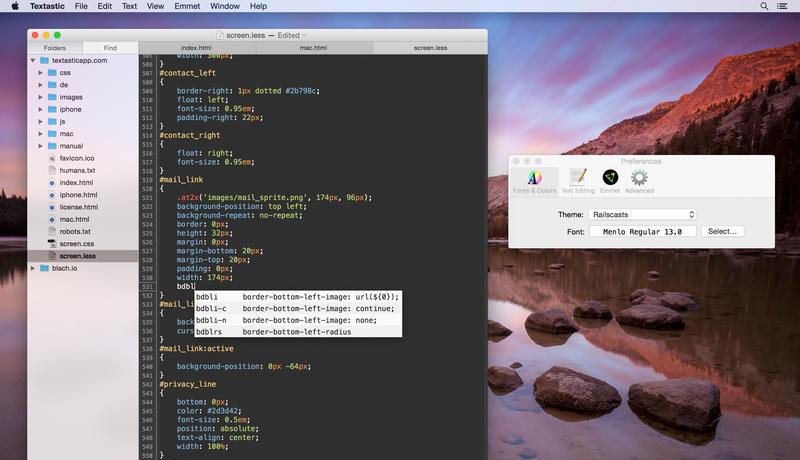 Textastic File Edit Text View Emmet Window Help
screen.less — Edited
Folders Find index.html mac.html screen.less
textasticapp.com
css
de
images
iphone
js
mac
manual
favicon.ico
humans.txt
index.html
iphone.html
license.html
mac.html
robots.txt
screen.css
screen.less
blach.io
505 width: 300px;
506 }
507 #contact_left
508 {
509 border-right: 1px dotted #2b798c;
510 float: left;
511 font-size: 0.95em;
512 padding-right: 22px;
513 }
514 #contact_right
515 {
516 float: right;
517 font-size: 0.95em;
518 }
519 #mail_link
520 {
521 .at2x('images/mail_sprite.png', 174px, 96px);
522 background-position: top left;
523 background-repeat: no-repeat;
524 border: 0px;
525 height: 32px;
526 margin: 0px;
527 margin-bottom: 20px;
528 margin-top: 20px;
529 padding: 0px;
530 width: 174px;
531 bdbl
532 }
533 #mail_li
534 {
535 back
536 curs
537 }
538 #mail_link:active
539 {
540 background-position: 0px -64px;
541 }
542 #privacy_line
543 {
544 bottom: 0px;
545 color: #2d3d42;
546 font-size: 0.5em;
547 position: absolute;
548 text-align: center;
549 width: 100%;
550 }
bdbli border-bottom-left-image: url(${0});
bdbli-c border-bottom-left-image: continue;
bdbli-n border-bottom-left-image: none;
bdblrs border-bottom-left-radius
Preferences
Fonts & Colors Text Editing Emmet Advanced
Theme: Railscasts
Font: Menlo Regular 13.0 Select...